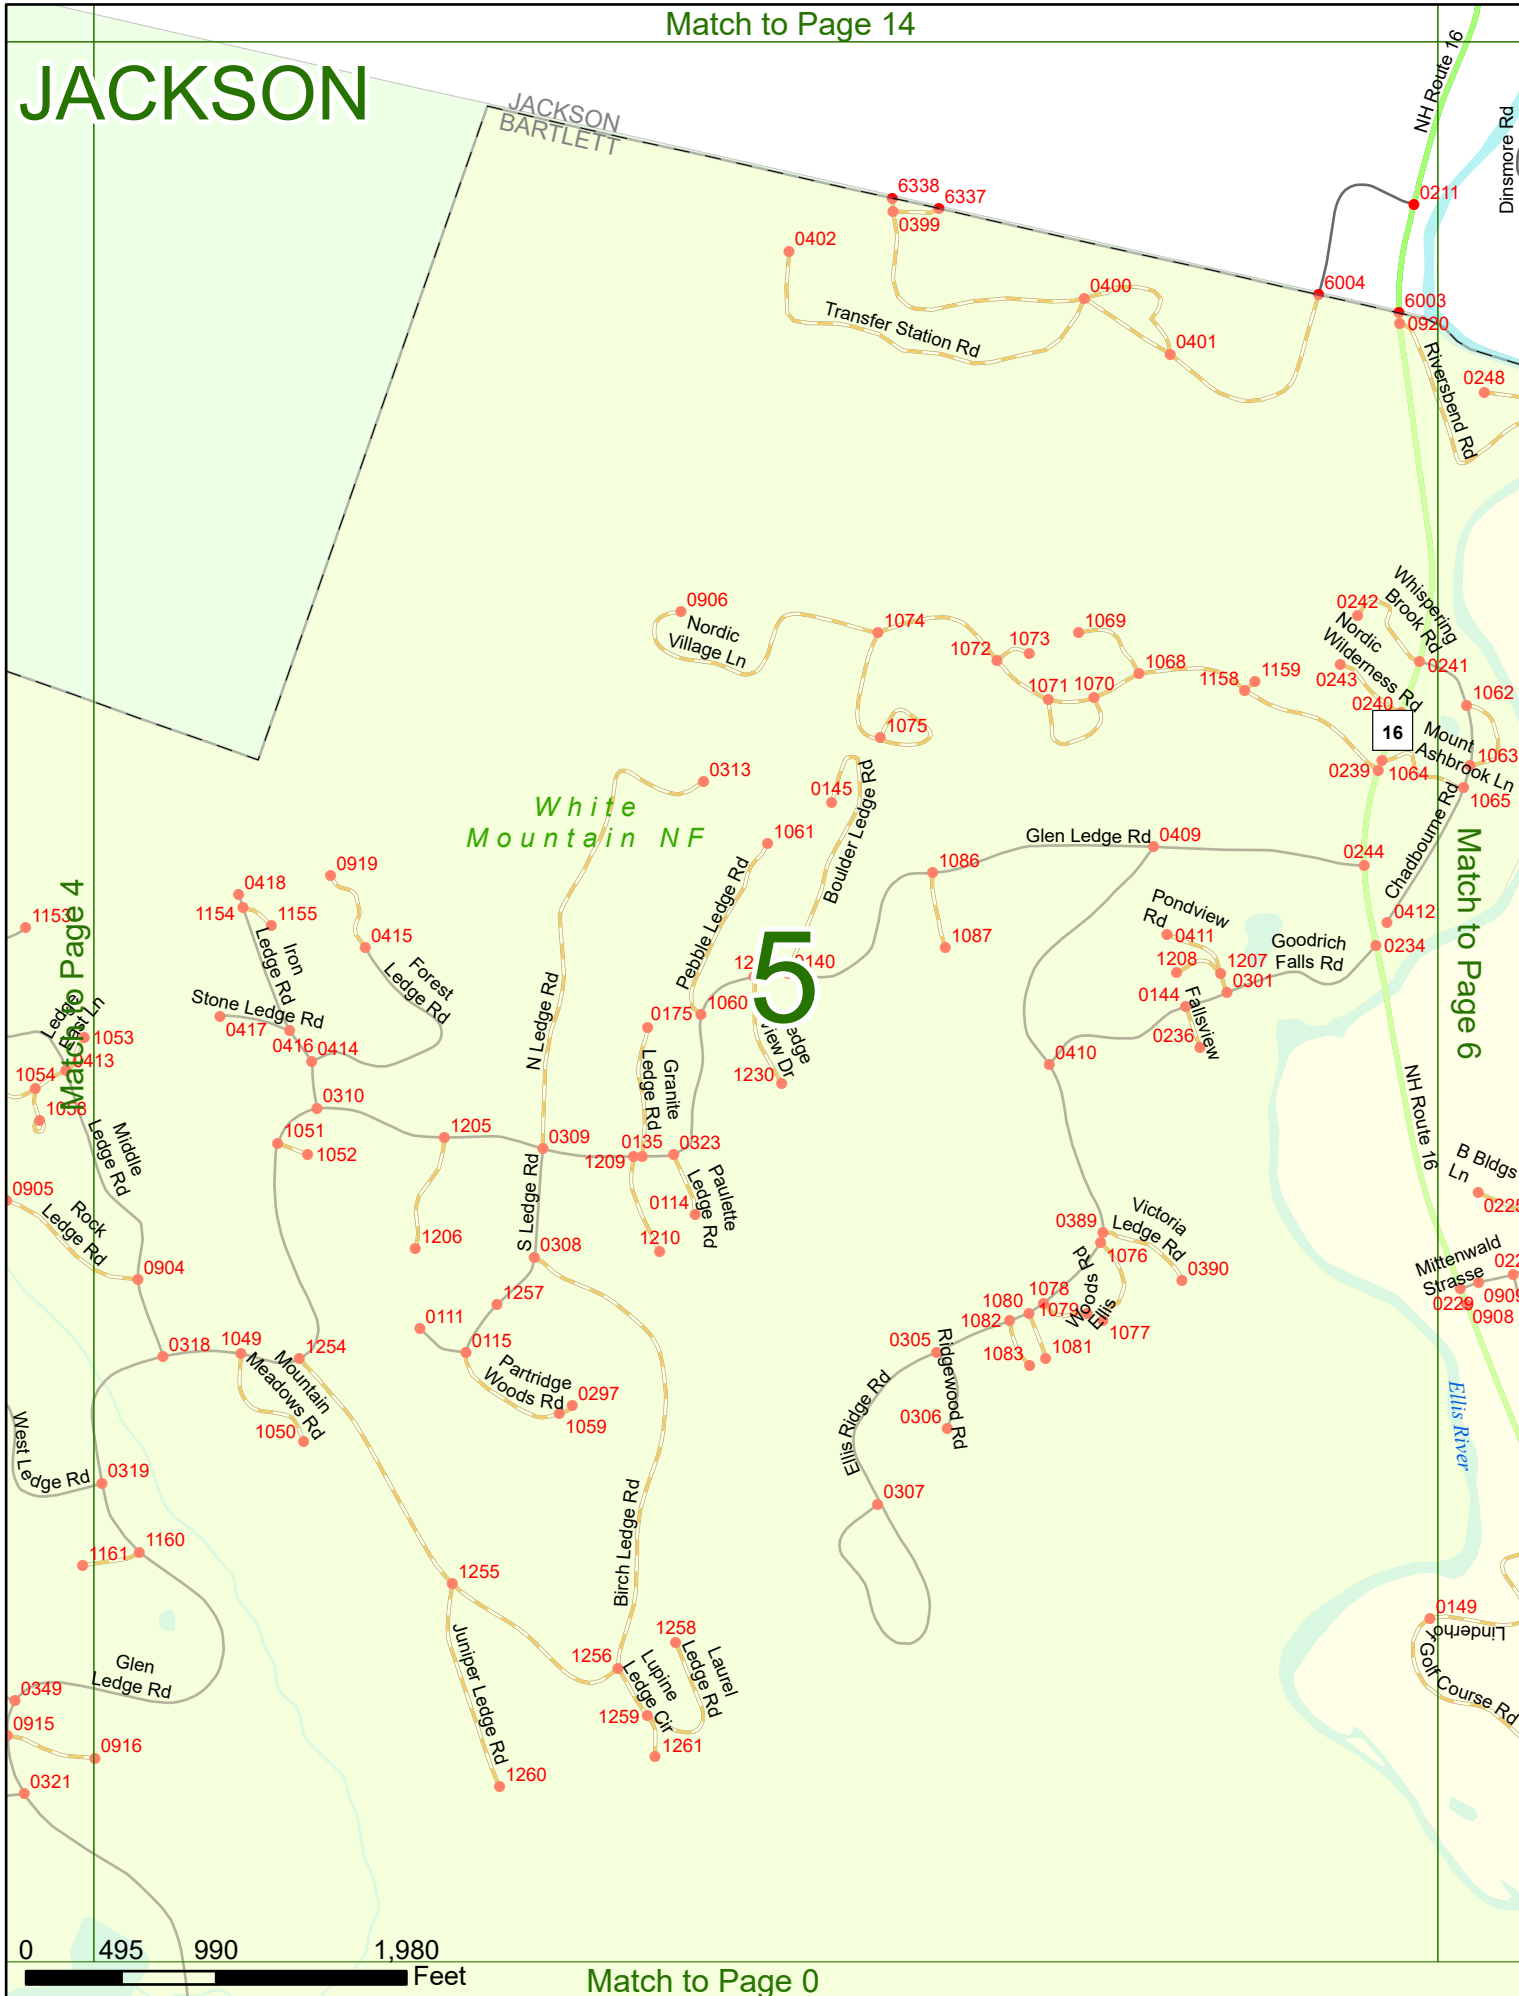 Match to Page 14
JACKSON
JACKSON
BARTLETT
NH Route 16
Dinsmore Rd
6338
6337
0211
0399
0402
0400
6004
6003
0920
Transfer Station Rd
0401
Riversbend Rd
0248
0906
Nordic
Village Ln
1074
1072
1073
1069
1068
1071
1070
1158
1159
0242
Whispering
Brook Rd
Nordic
Wilderness Rd
0243
0241
0240
1062
16
Mount
Ashbrook Ln
1063
0239
1064
1065
1075
0313
White
Mountain NF
0145
Boulder Ledge Rd
1061
Pebble Ledge Rd
Glen Ledge Rd
0409
1086
0244
Chadbourne Rd
0412
Match to Page 6
0919
0418
1154
1155
Iron
Ledge Rd
0415
Forest
Ledge Rd
1153
Match to Page 4
1087
Pondview
Rd
0411
1208
1207
0301
Goodrich
Falls Rd
0234
0144
Fallsview
0236
5
0140
1060
0175
Stone Ledge Rd
0417
0416
0414
Ledge
East Ln
1053
0413
1054
1058
N Ledge Rd
Granite
Ledge Rd
View Dr
1230
0410
0310
1051
1052
1205
0309
0135
1209
0323
Middle
Ledge Rd
NH Route 16
B Bldgs
Ln
0225
0905
Rock
Ledge Rd
0904
1206
S Ledge Rd
0308
0114
Paulette
Ledge Rd
1210
0389
Victoria
Ledge Rd
1076
0390
Mittenwald
Strasse
0229
0909
0908
1257
0111
0115
1078
1080
1079
1082
Woods Rd
Ellis
1077
1083
1081
0305
Ridgewood Rd
0306
0318
1049
1254
Mountain
Meadows Rd
1050
Partridge
Woods Rd
0297
1059
Ellis Ridge Rd
0307
Ellis River
West Ledge Rd
0319
Birch Ledge Rd
1161
1160
1255
Juniper Ledge Rd
1258
Laurel
Ledge Rd
1256
Lupine
Ledge Cir
1259
1261
1260
0149
Linderhof
Golf Course Rd
Glen
Ledge Rd
0349
0915
0916
0321
0
495
990
1,980
Feet
Match to Page 0